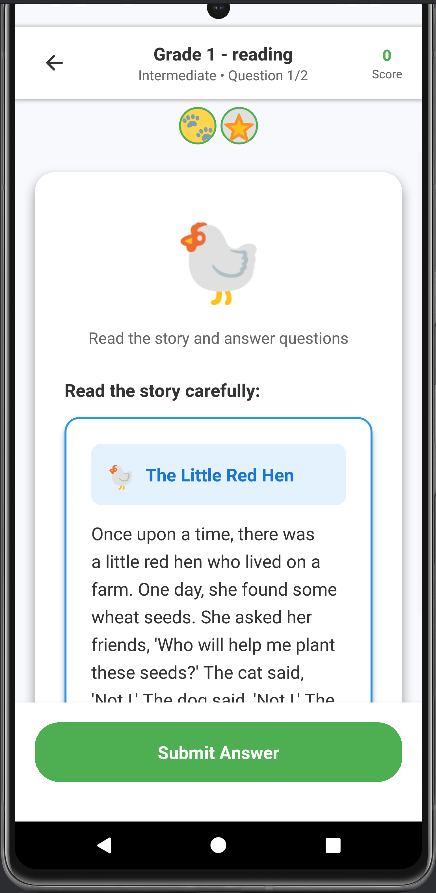 Grade 1 - reading
Intermediate • Question 1/2
0
Score
Read the story and answer questions
Read the story carefully:
The Little Red Hen
Once upon a time, there was
a little red hen who lived on a
farm. One day, she found some
wheat seeds. She asked her
friends, 'Who will help me plant
these seeds?' The cat said,
'Not I.' The dog said, 'Not I.' The
Submit Answer